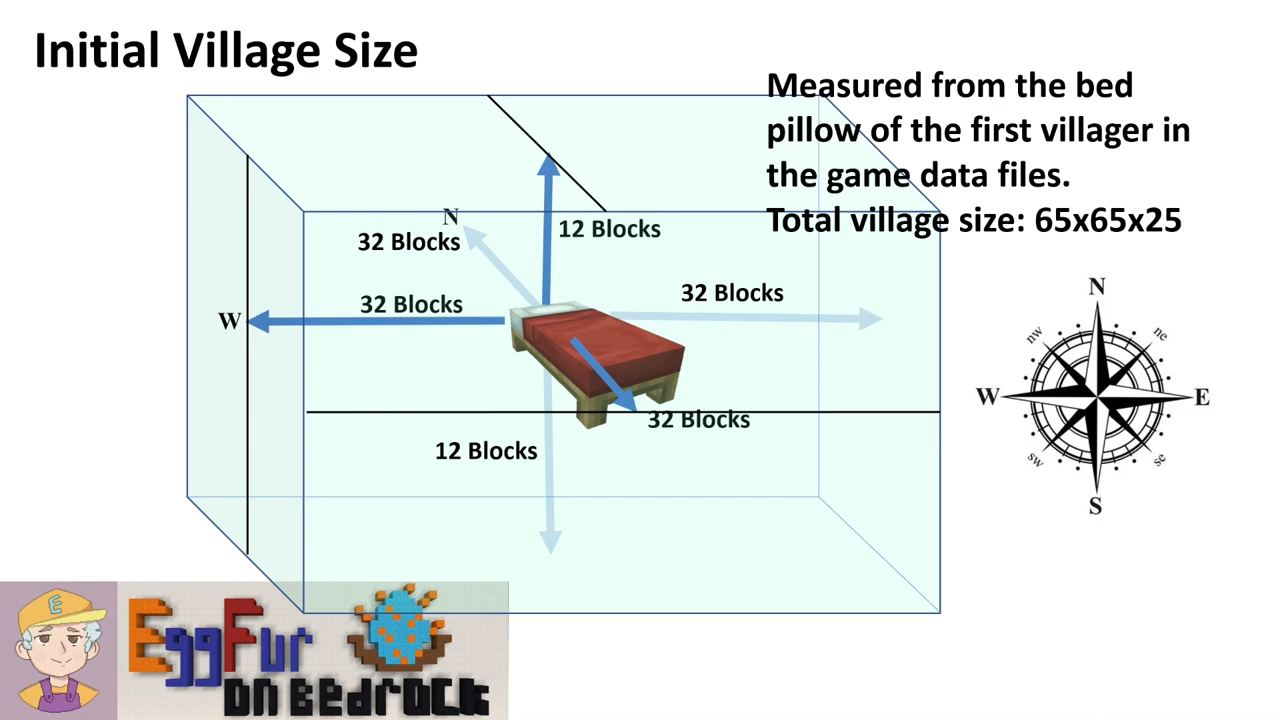 Initial Village Size
Measured from the bed
pillow of the first villager in
the game data files.
Total village size: 65x65x25
N
32 Blocks
12 Blocks
32 Blocks
32 Blocks
W
32 Blocks
12 Blocks
N
nw
ne
W
E
sw
se
S
E
EggFur
on Bedrock